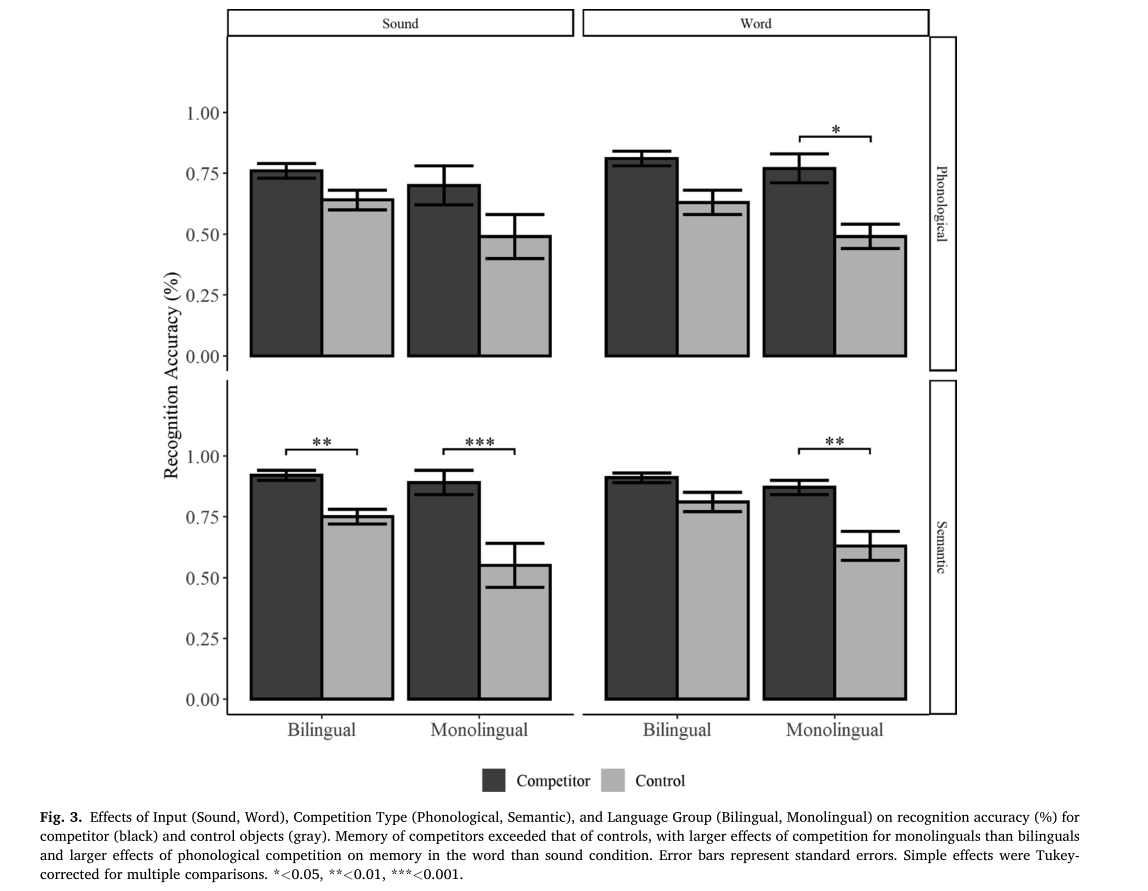 Sound
Word
Recognition Accuracy (%)
1.00
0.75
0.50
0.25
0.00
*
Phonological
1.00
0.75
0.50
0.25
0.00
**
***
**
Semantic
Bilingual
Monolingual
Bilingual
Monolingual
Competitor
Control
Fig. 3. Effects of Input (Sound, Word), Competition Type (Phonological, Semantic), and Language Group (Bilingual, Monolingual) on recognition accuracy (%) for
competitor (black) and control objects (gray). Memory of competitors exceeded that of controls, with larger effects of competition for monolinguals than bilinguals
and larger effects of phonological competition on memory in the word than sound condition. Error bars represent standard errors. Simple effects were Tukey-
corrected for multiple comparisons. *<0.05, **<0.01, ***<0.001.